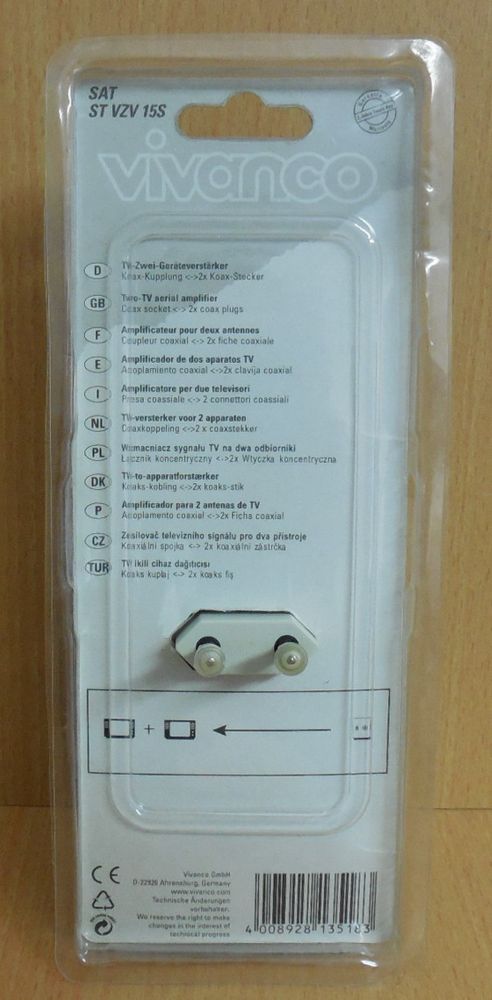 SAT
ST VZV 15S
vivanco
D TV-Zwei-Geräteverstärker
Koax-Kupplung <->2x Koax-Stecker
GB Two-TV aerial amplifier
Coax socket <-> 2x coax plugs
F Amplificateur pour deux antennes
Coupleur coaxial <-> 2x fiche coaxiale
E Amplificador de dos aparatos TV
Acoplamiento coaxial <->2x clavija coaxial
I Amplificatore per due televisori
Presa coassiale <-> 2 connettori coassiali
NL TV-versterker voor 2 apparaten
Coaxkoppeling <->2 x coaxstekker
PL Wzmacniacz sygnału TV na dwa odbiorniki
Łącznik koncentryczny <->2x Wtyczka koncentryczna
DK TV-to-apparatforstærker
Koaks-kobling <->2x koaks-stik
P Amplificador para 2 antenas de TV
Acoplamento coaxial <->2x Ficha coaxial
CZ Zesilovač televizního signálu pro dva přístroje
Koaxiální spojka <-> 2x koaxiální zástrčka
TUR TV ikili cihaz dağıtıcısı
Koaks kuplaj <-> 2x koaks fiş
+
CE
Vivanco GmbH
D-22926 Ahrensburg, Germany
www.vivanco.com
Technische Änderungen
vorbehalten.
We reserve the right to make
changes in the interest of
technical progress
4 008928 135183